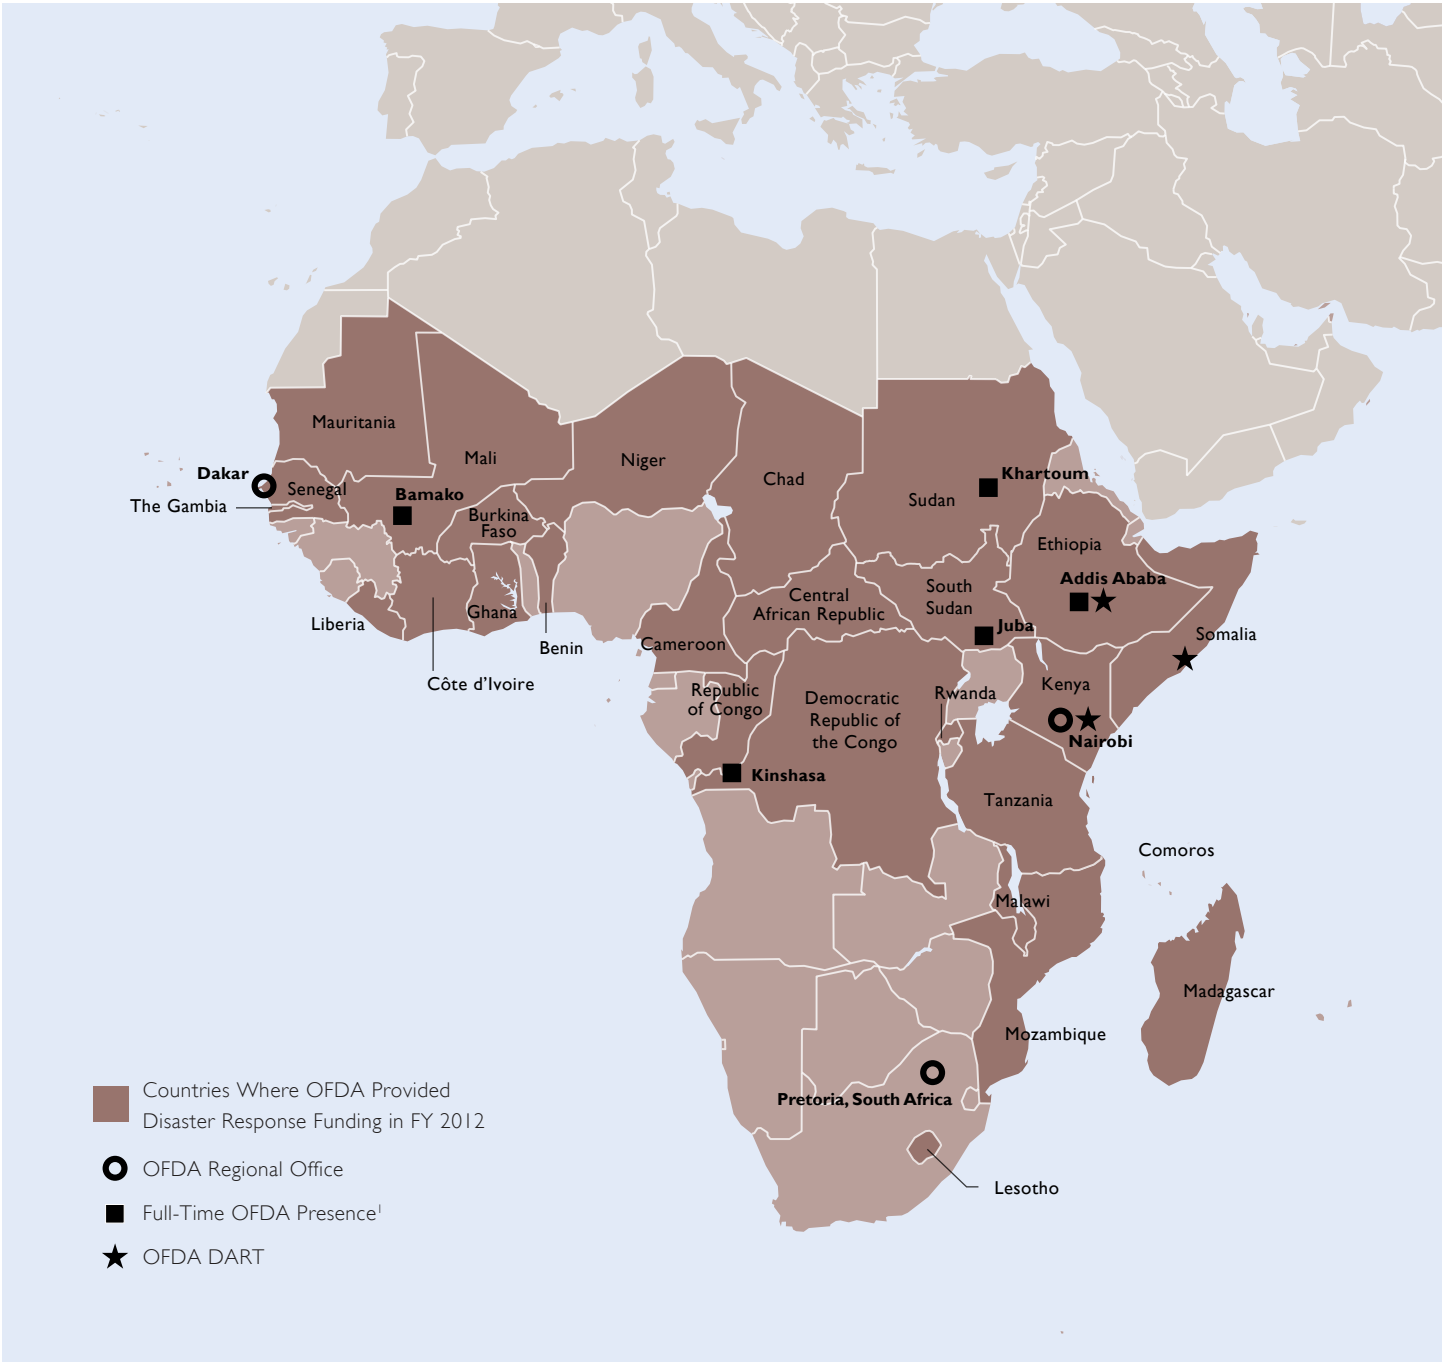 Mauritania
Mali
Niger
Chad
Dakar
Senegal
The Gambia
Bamako
Burkina
Faso
Khartoum
Sudan
Ethiopia
Addis Ababa
South
Sudan
Central
African Republic
Ghana
Liberia
Juba
Somalia
Benin
Cameroon
Côte d'Ivoire
Republic
of Congo
Democratic
Republic of
the Congo
Rwanda
Kenya
Nairobi
Kinshasa
Tanzania
Comoros
Malawi
Madagascar
Mozambique
Pretoria, South Africa
Lesotho
Countries Where OFDA Provided
Disaster Response Funding in FY 2012
OFDA Regional Office
Full-Time OFDA Presence¹
OFDA DART